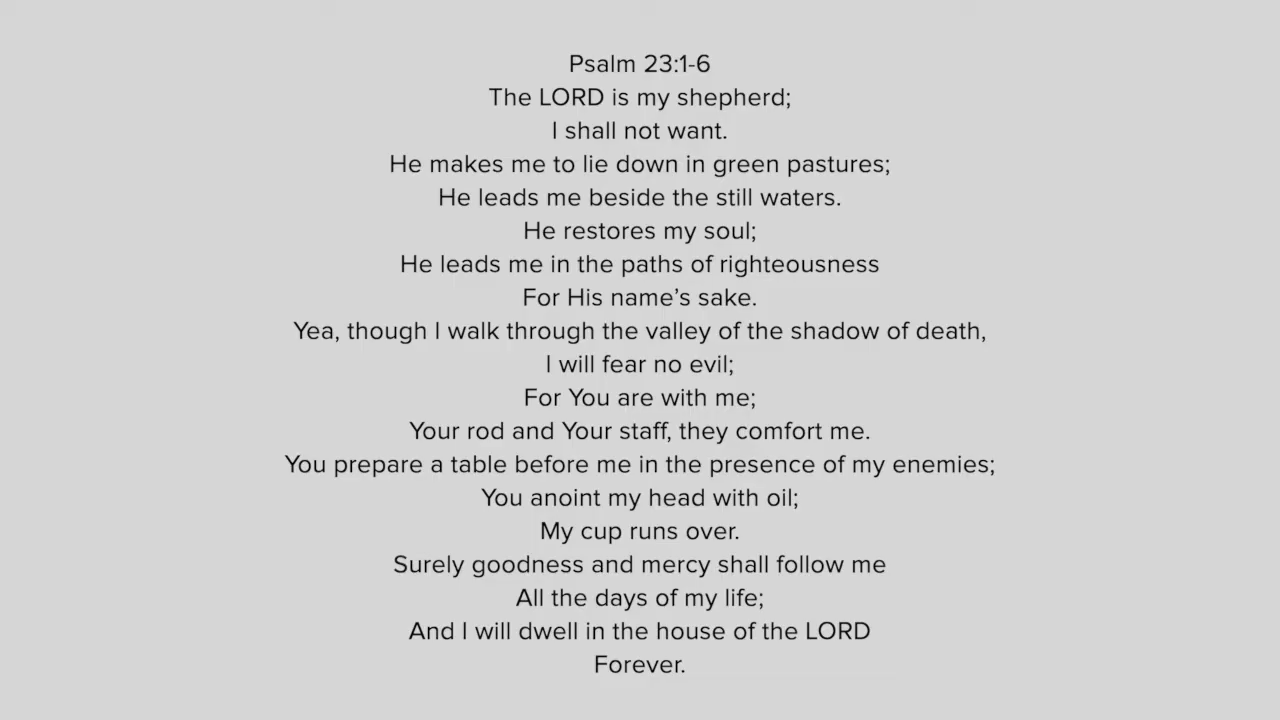 Psalm 23:1-6
The LORD is my shepherd;
I shall not want.
He makes me to lie down in green pastures;
He leads me beside the still waters.
He restores my soul;
He leads me in the paths of righteousness
For His name’s sake.
Yea, though I walk through the valley of the shadow of death,
I will fear no evil;
For You are with me;
Your rod and Your staff, they comfort me.
You prepare a table before me in the presence of my enemies;
You anoint my head with oil;
My cup runs over.
Surely goodness and mercy shall follow me
All the days of my life;
And I will dwell in the house of the LORD
Forever.